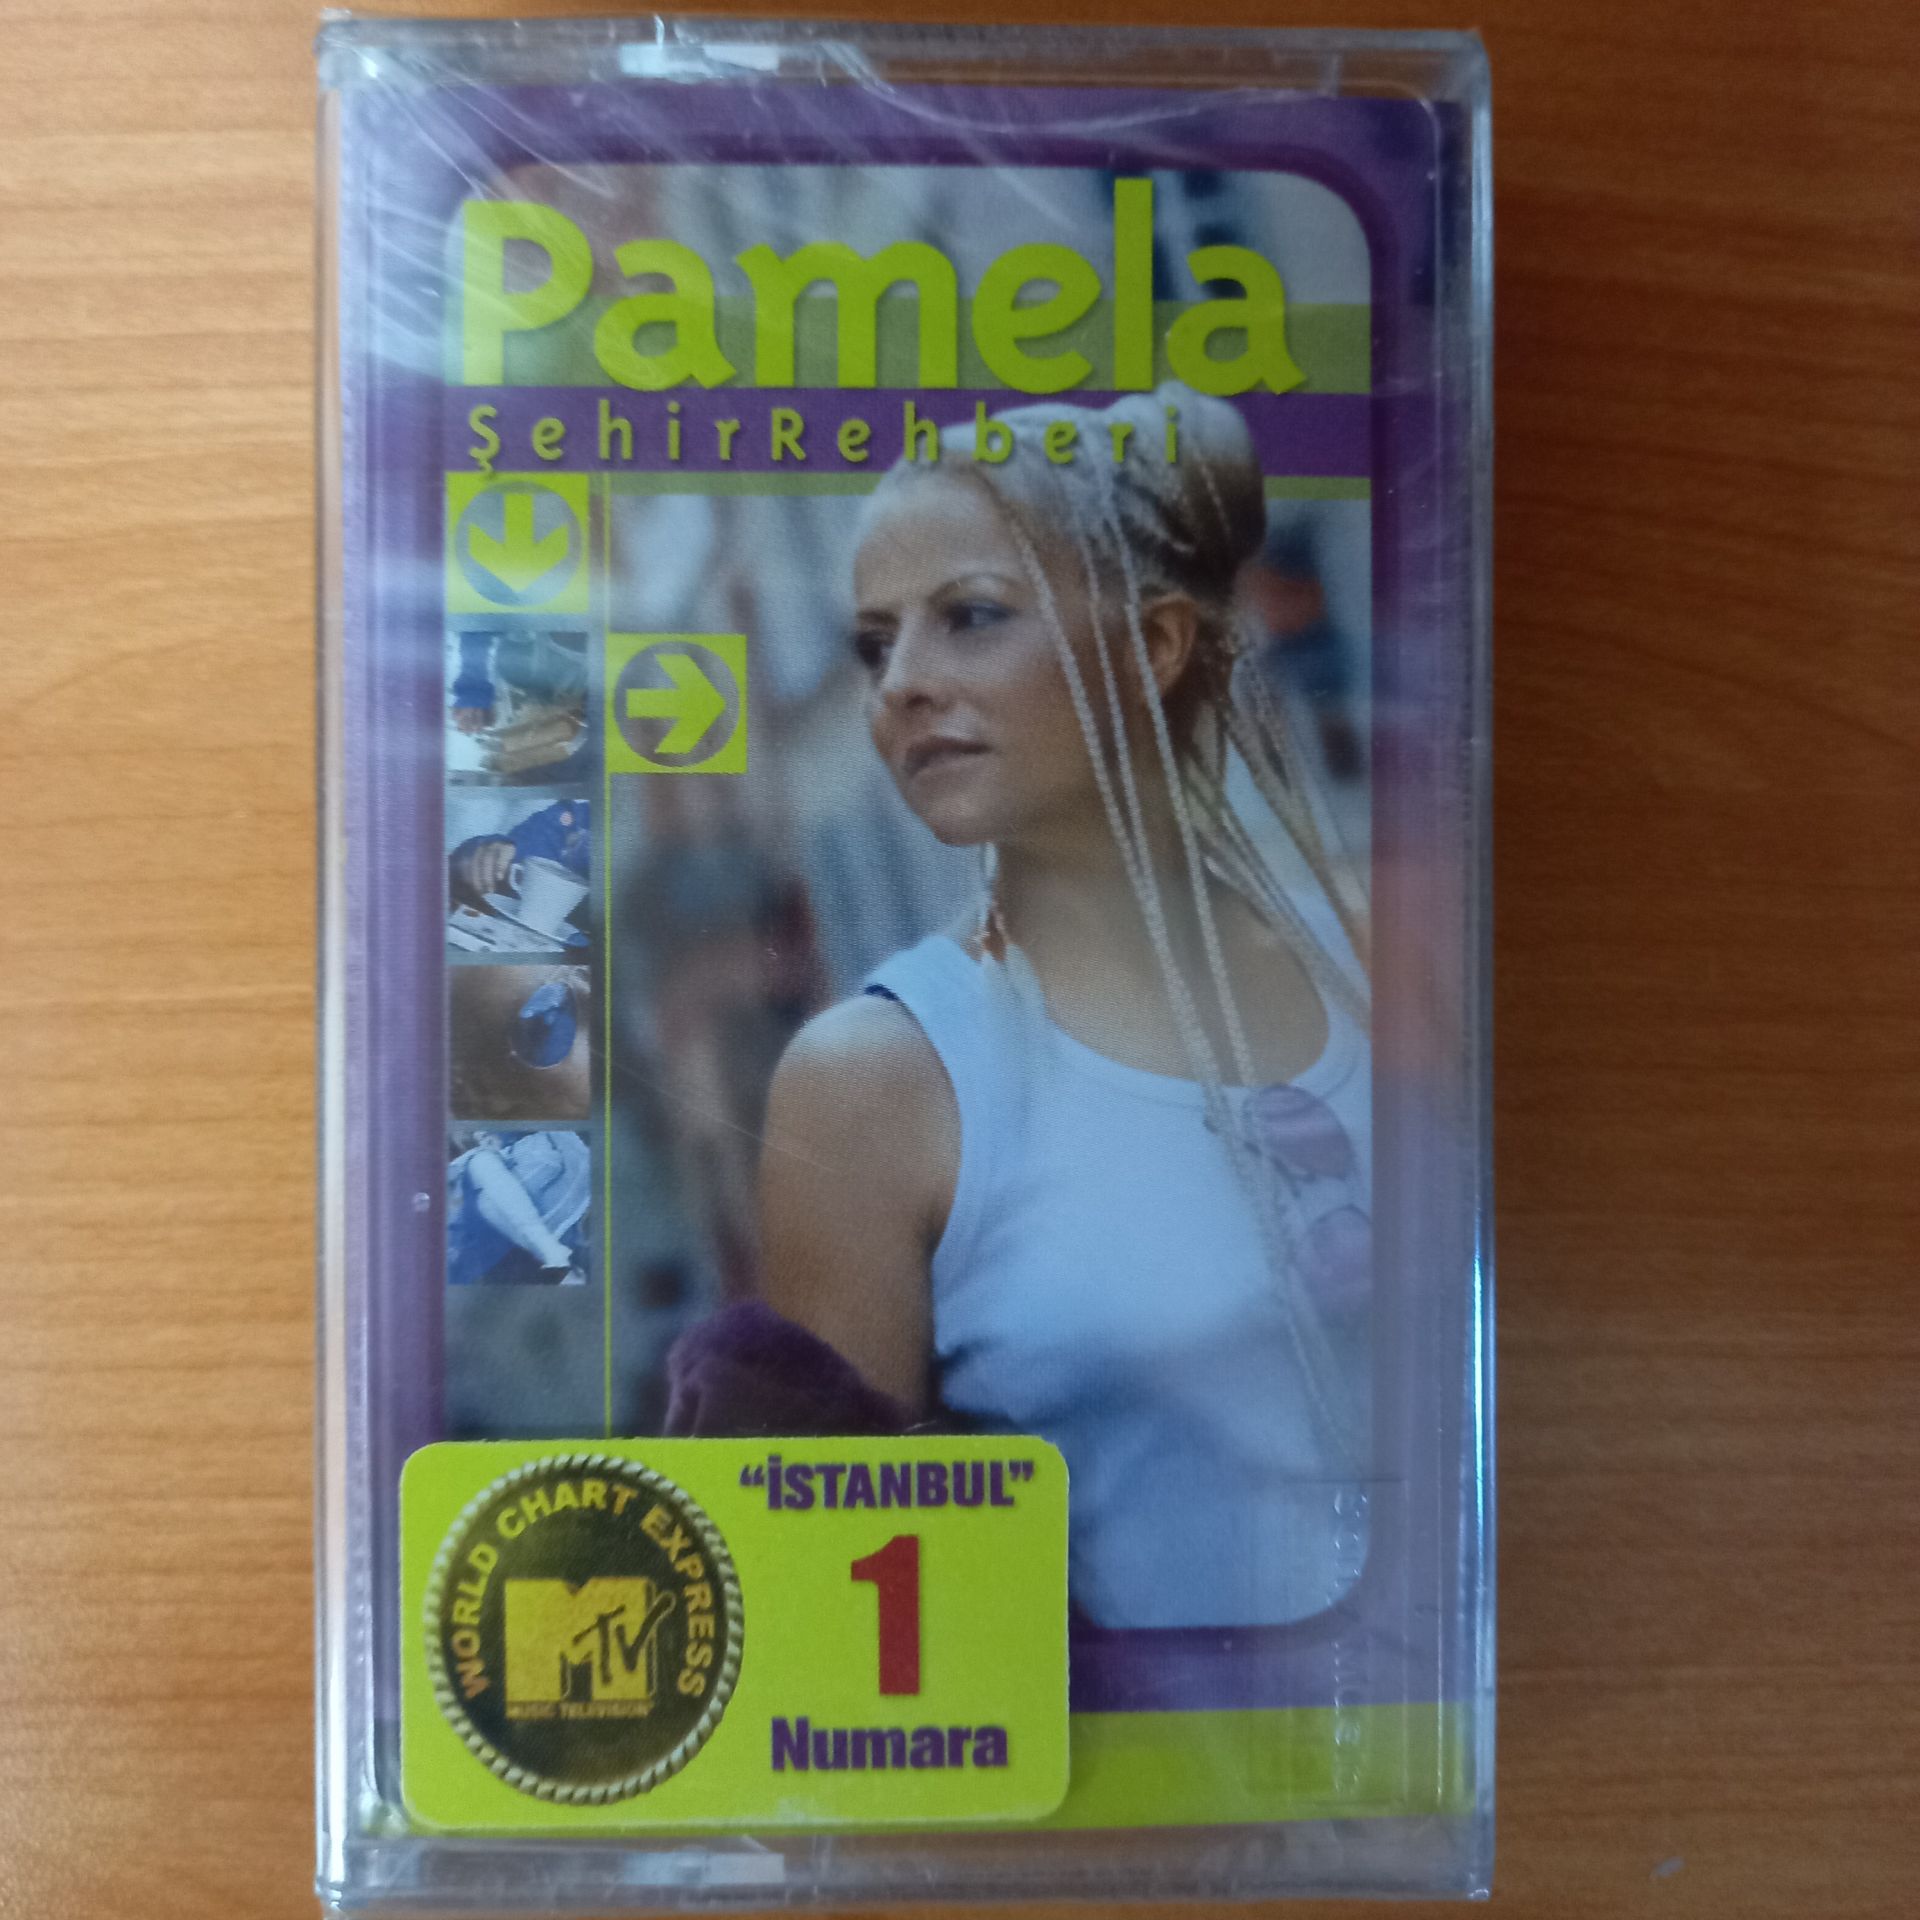 Pamela
ŞehirRehberi
WORLD CHART EXPRESS
MTV
MUSIC TELEVISION
“İSTANBUL”
1
Numara